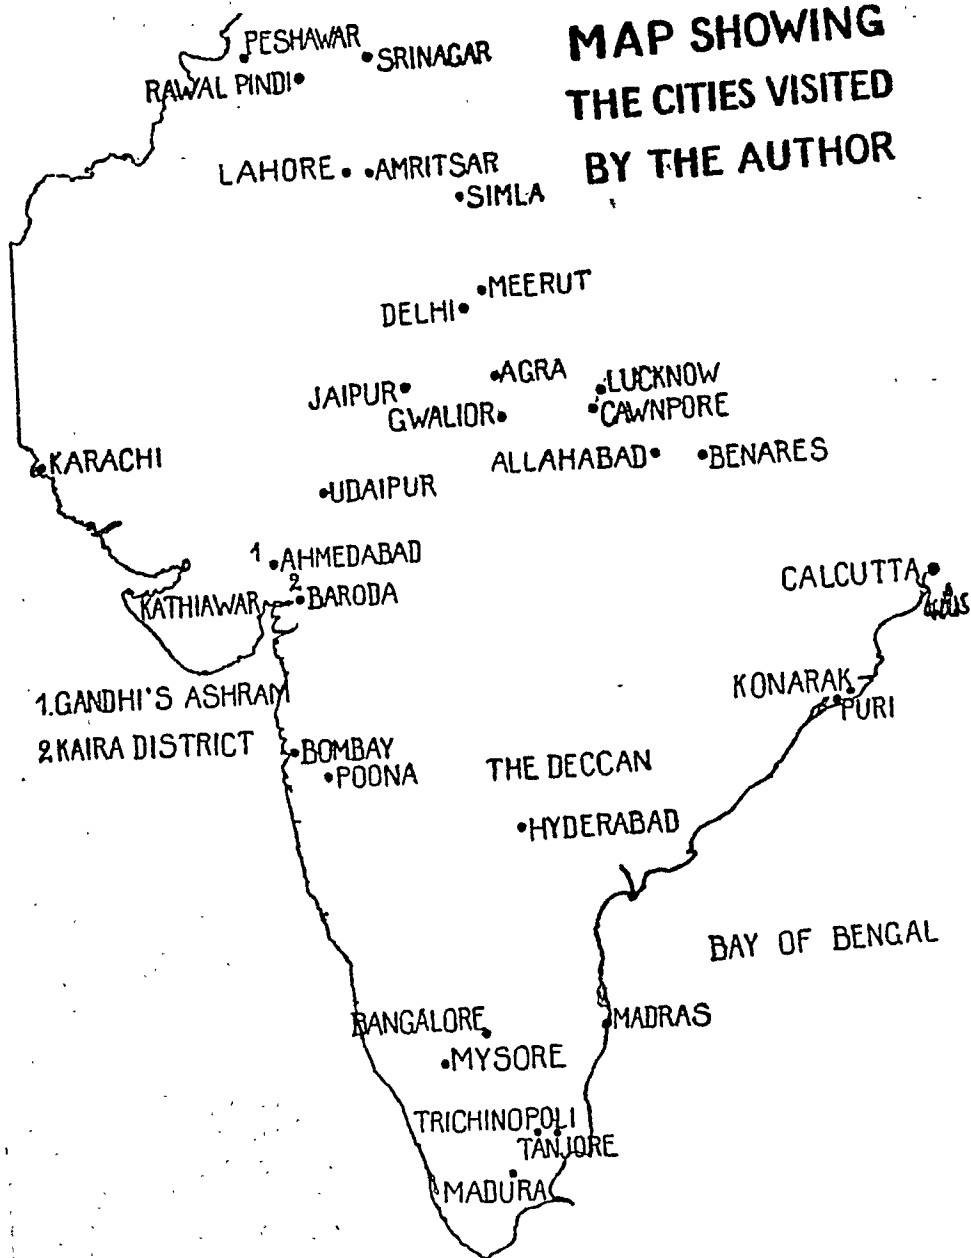 MAP SHOWING
THE CITIES VISITED
BY THE AUTHOR
PESHAWAR
SRINAGAR
RAWAL PINDI
LAHORE
AMRITSAR
SIMLA
MEERUT
DELHI
AGRA
LUCKNOW
JAIPUR
GWALIOR
CAWNPORE
KARACHI
ALLAHABAD
BENARES
UDAIPUR
1 AHMEDABAD
CALCUTTA
2
KATHIAWAR
BARODA
KONARAK
1.GANDHI'S ASHRAM
PURI
2 KAIRA DISTRICT
BOMBAY
POONA
THE DECCAN
HYDERABAD
BAY OF BENGAL
BANGALORE
MADRAS
MYSORE
TRICHINOPOLI
TANJORE
MADURA